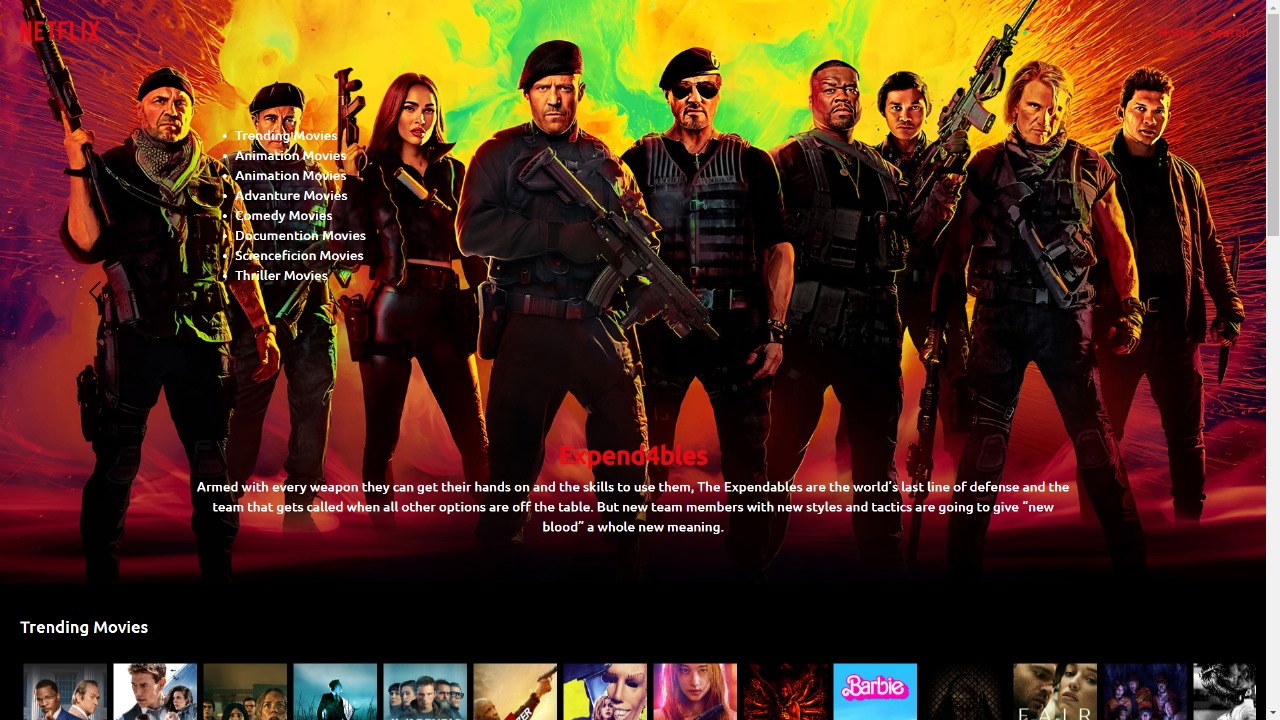 NETFLIX
Home Search
Trending Movies
Animation Movies
Animation Movies
Advanture Movies
Comedy Movies
Documention Movies
Scienceficion Movies
Thriller Movies
Expend4bles
Armed with every weapon they can get their hands on and the skills to use them, The Expendables are the world’s last line of defense and the
team that gets called when all other options are off the table. But new team members with new styles and tactics are going to give “new
blood” a whole new meaning.
Trending Movies
Barbie
FAIR